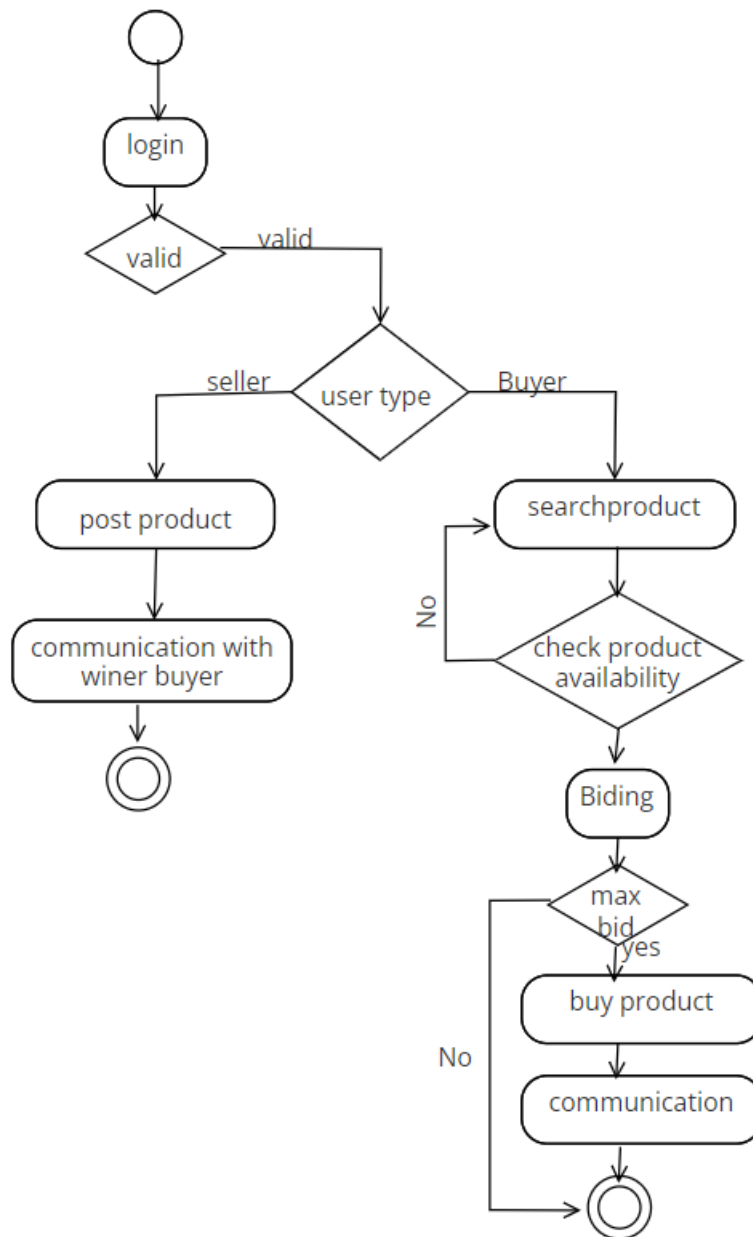 login
valid
valid
user type
seller
Buyer
post product
searchproduct
No
communication with
winer buyer
check product
availability
Biding
max
bid
yes
buy product
No
communication